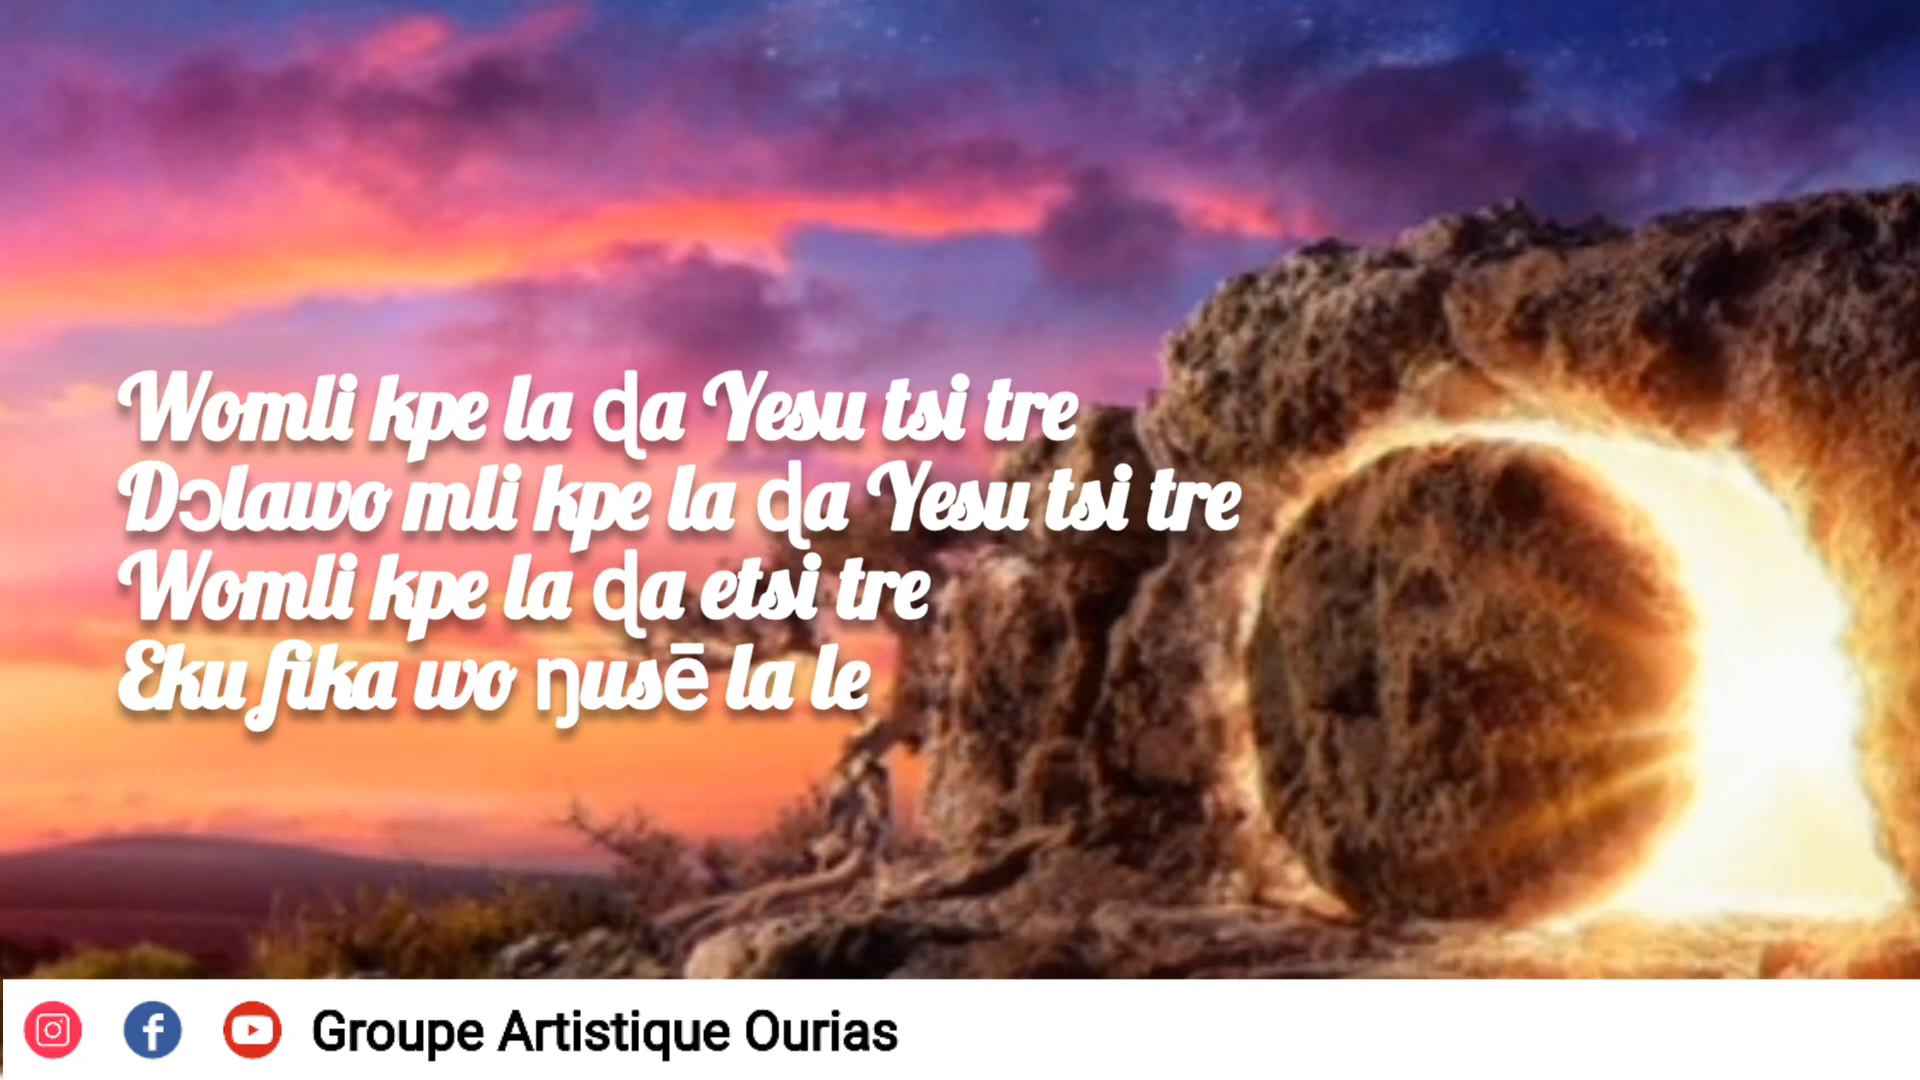 Womli kpe la ɖa Yesu tsi tre
Dɔlawo mli kpe la ɖa Yesu tsi tre
Womli kpe la ɖa etsi tre
Eku fika wo ŋusē la le
Groupe Artistique Ourias